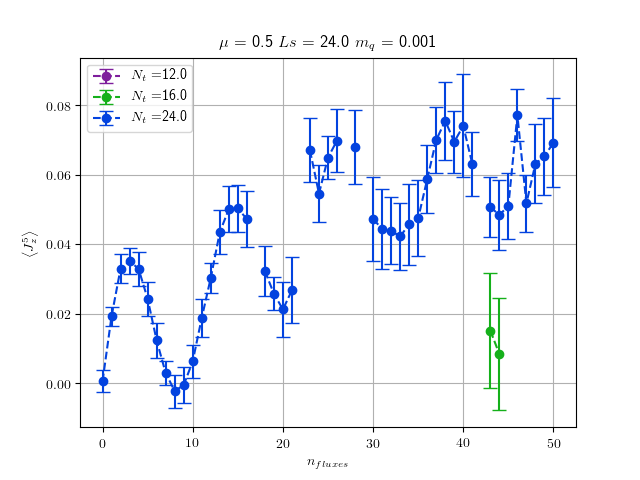 μ = 0.5 Ls = 24.0 m_q = 0.001
N_t =12.0
N_t =16.0
N_t =24.0
⟨J_z^5⟩
0.08
0.06
0.04
0.02
0.00
0 10 20 30 40 50
n_fluxes